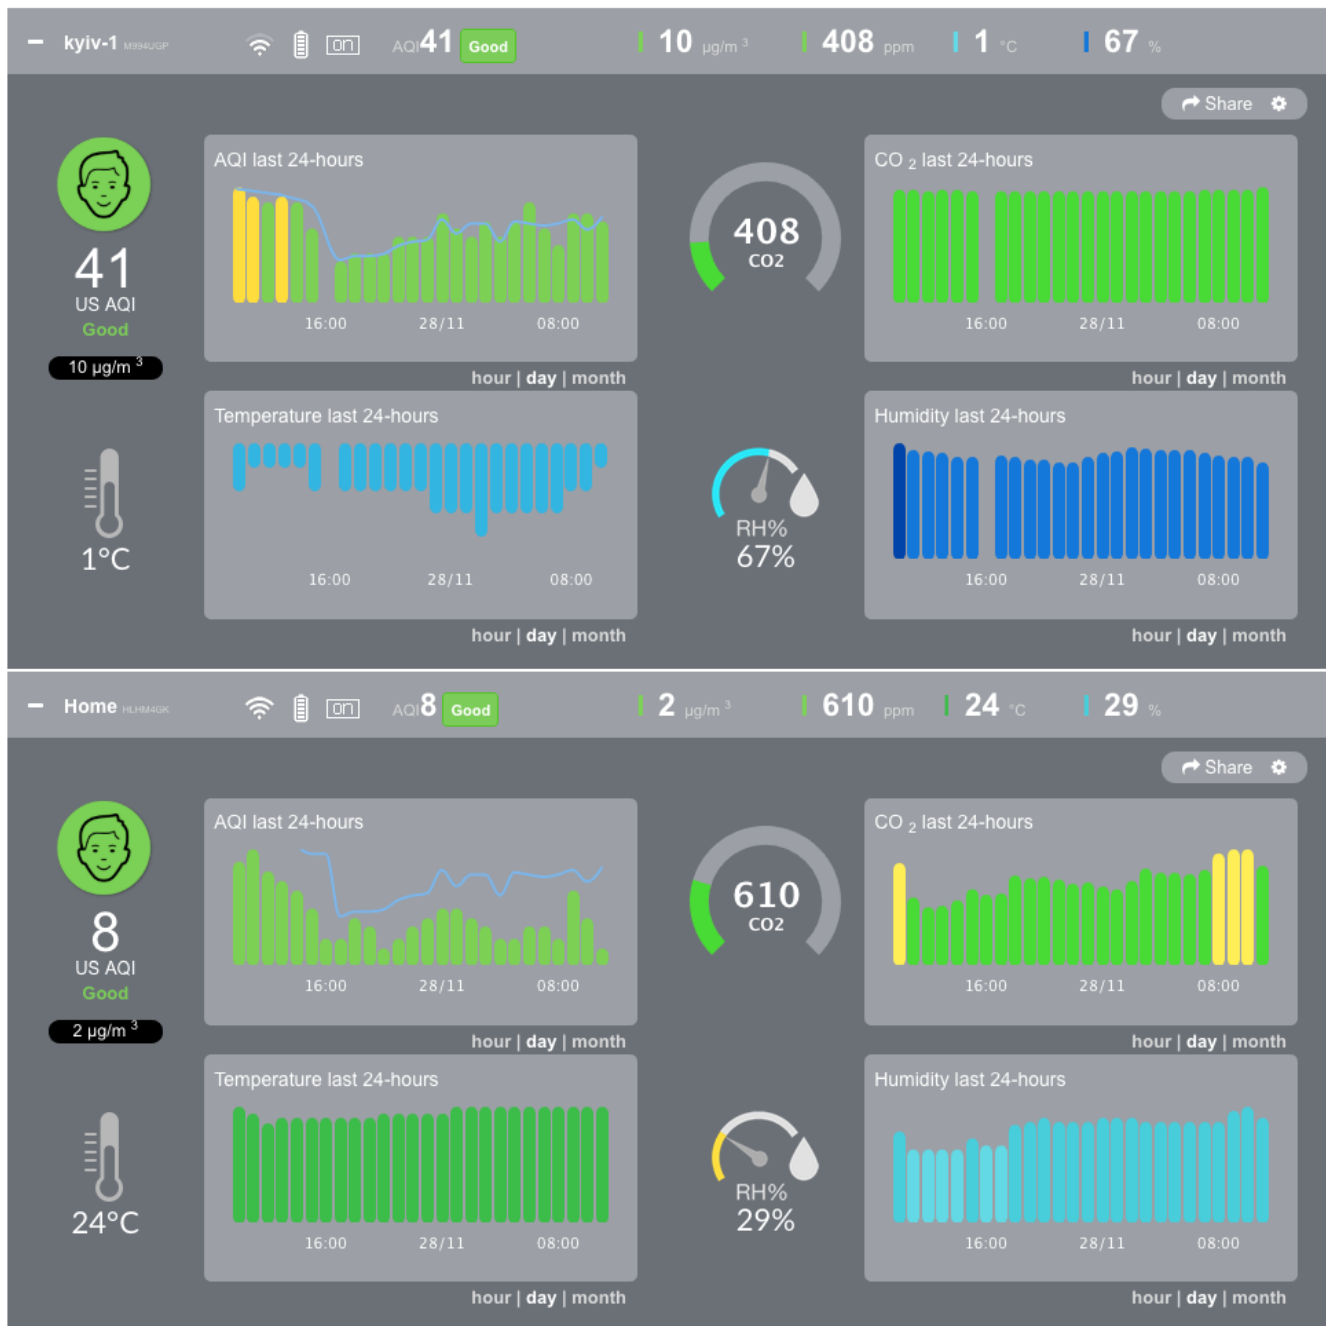 kyiv-1 M994UGP on AQI 41 Good 10 µg/m 3 408 ppm 1 °C 67 %
Share
AQI last 24-hours
16:00 28/11 08:00
hour | day | month
41
US AQI
Good
10 µg/m 3
408
CO2
CO 2 last 24-hours
16:00 28/11 08:00
hour | day | month
Temperature last 24-hours
16:00 28/11 08:00
hour | day | month
1°C
RH%
67%
Humidity last 24-hours
16:00 28/11 08:00
hour | day | month
Home HLHM4GK on AQI 8 Good 2 µg/m 3 610 ppm 24 °C 29 %
Share
AQI last 24-hours
16:00 28/11 08:00
hour | day | month
8
US AQI
Good
2 µg/m 3
610
CO2
CO 2 last 24-hours
16:00 28/11 08:00
hour | day | month
Temperature last 24-hours
16:00 28/11 08:00
hour | day | month
24°C
RH%
29%
Humidity last 24-hours
16:00 28/11 08:00
hour | day | month